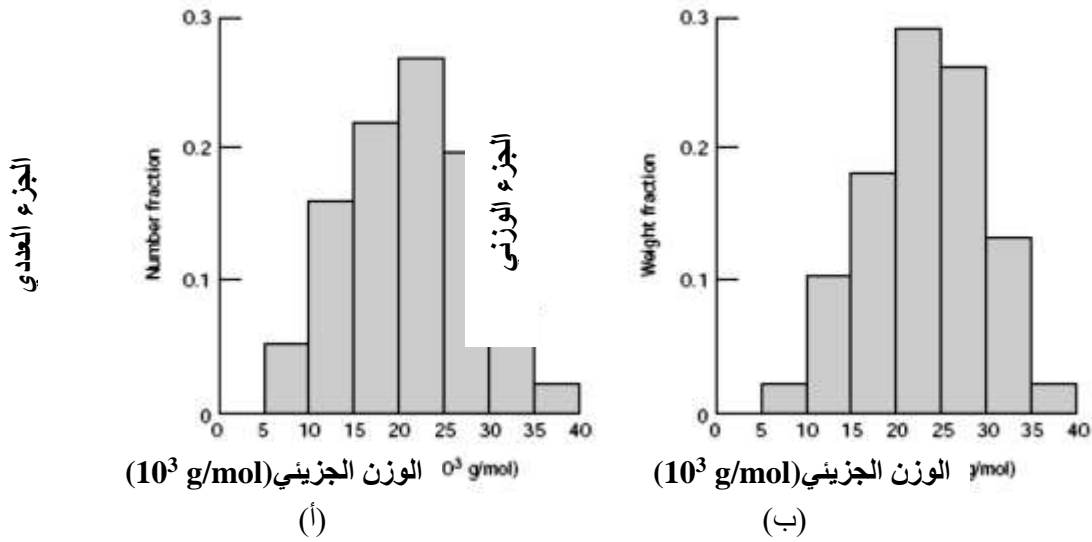 الجزء العددي
Number fraction
0.3
0.2
0.1
0
0 5 10 15 20 25 30 35 40
الوزن الجزيئي(10³ g/mol) O³ g/mol)
(أ)
الجزء الوزنى
Weight fraction
0.3
0.2
0.1
0
0 5 10 15 20 25 30 35 40
الوزن الجزيئي(10³ g/mol) g/mol)
(ب)